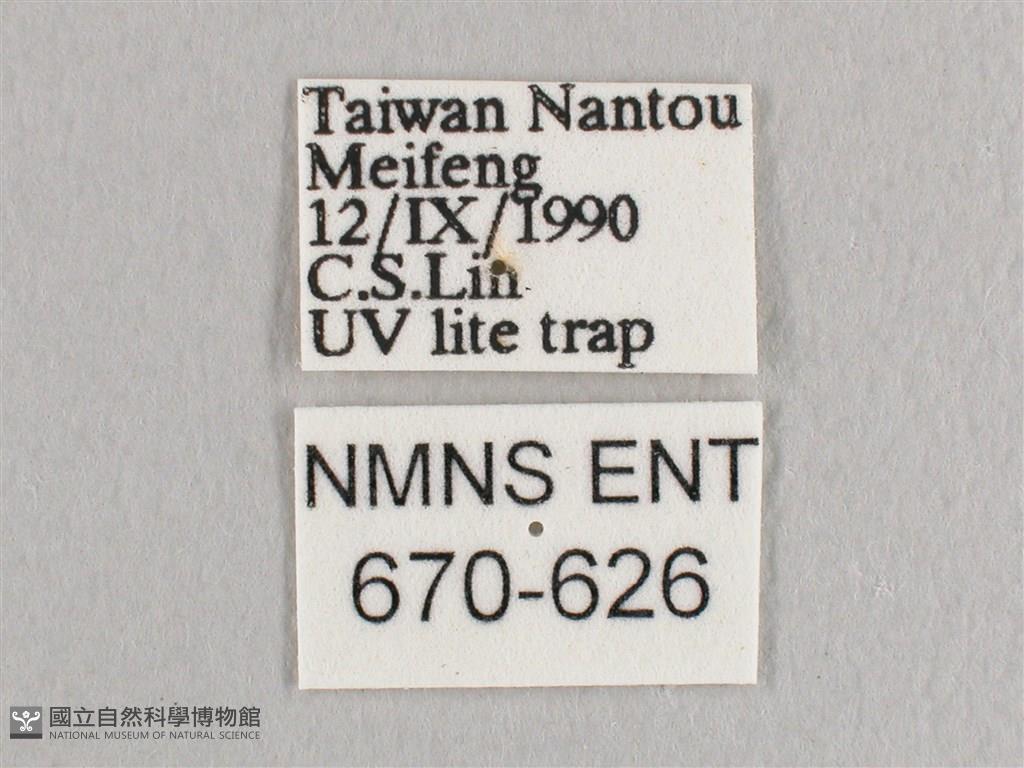 Taiwan Nantou
Meifeng
12/IX/1990
C.S.Lin
UV lite trap
NMNS ENT
670-626
國立自然科學博物館
NATIONAL MUSEUM OF NATURAL SCIENCE